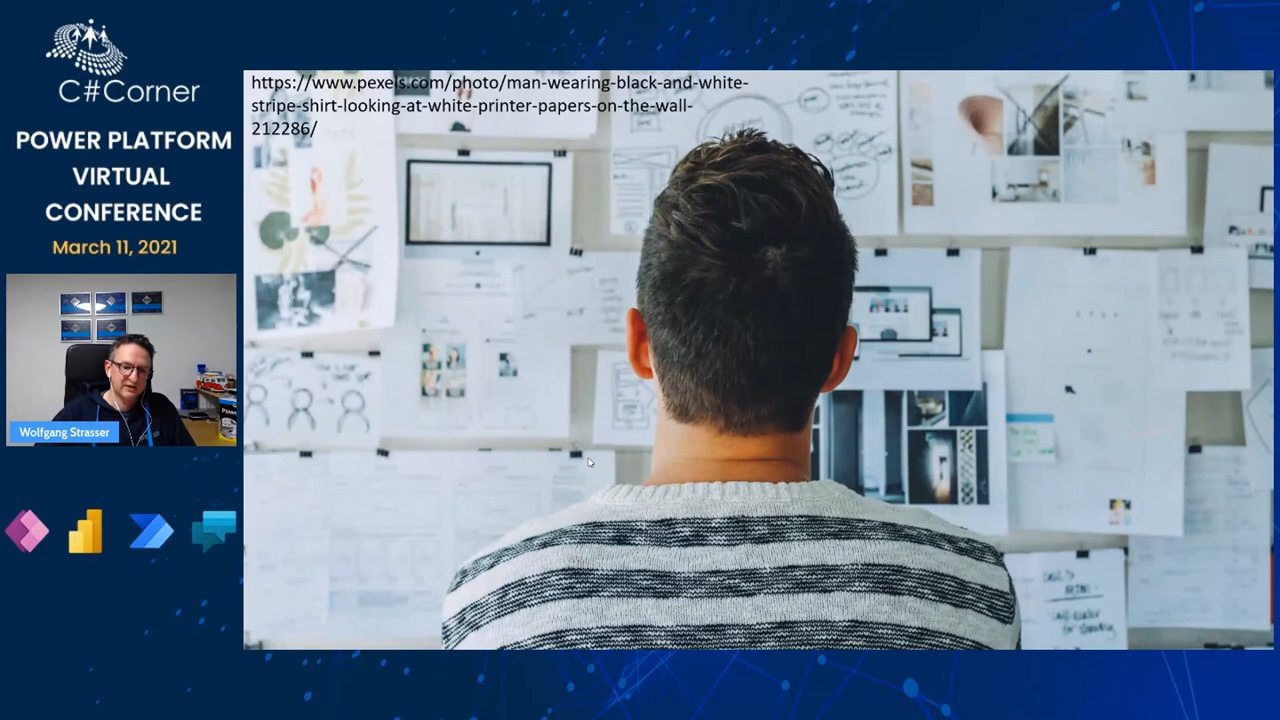 C#Corner
POWER PLATFORM
VIRTUAL
CONFERENCE
March 11, 2021
Wolfgang Strasser
https://www.pexels.com/photo/man-wearing-black-and-white-
stripe-shirt-looking-at-white-printer-papers-on-the-wall-
212286/